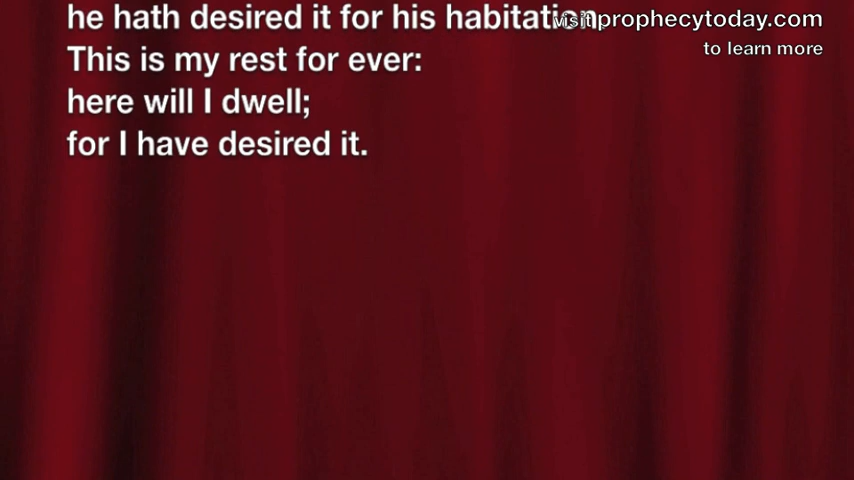 he hath desired it for his habitation.
visit prophecytoday.com
to learn more
This is my rest for ever:
here will I dwell;
for I have desired it.